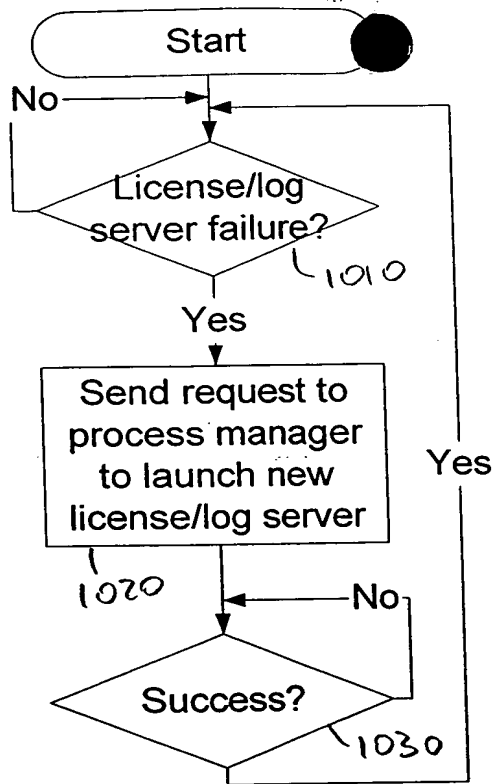 Start
No
License/log
server failure?
1010
Yes
Send request to
process manager
to launch new
license/log server
Yes
1020
No
Success?
1030